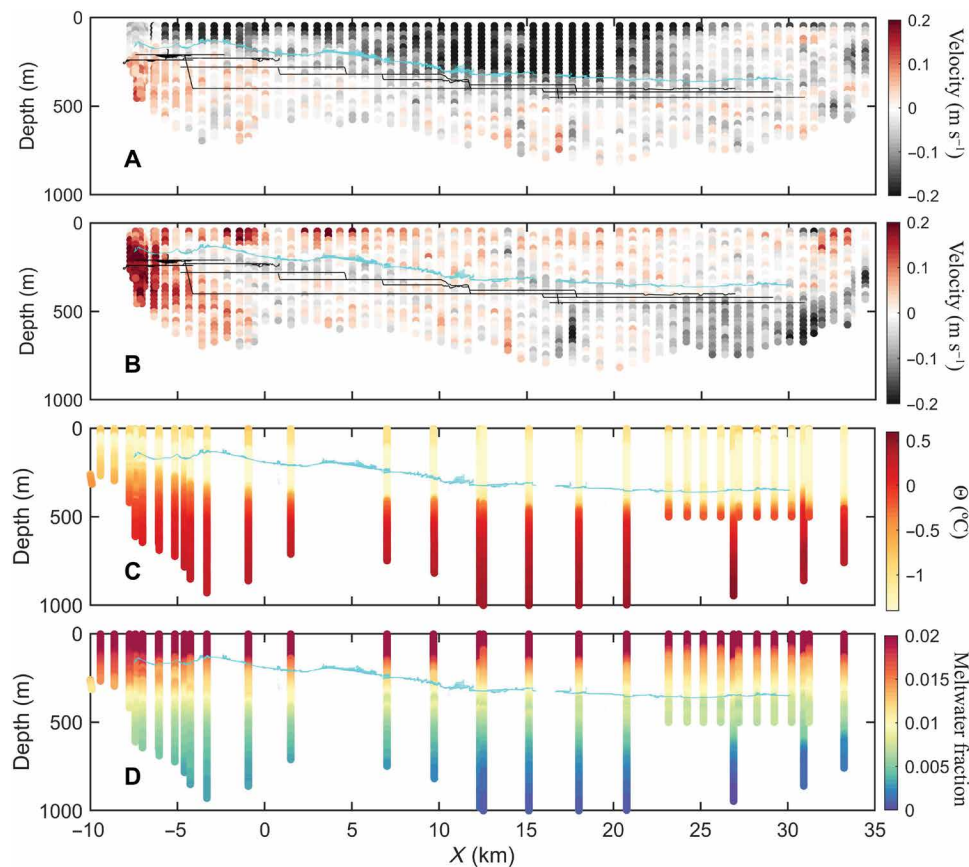 0
500
1000
Depth (m)
A
0.2
0.1
0
−0.1
−0.2
Velocity (m s⁻¹)
0
500
1000
Depth (m)
B
0.2
0.1
0
−0.1
−0.2
Velocity (m s⁻¹)
0
500
1000
Depth (m)
C
0.5
0
−0.5
−1
Θ (°C)
0
500
1000
Depth (m)
D
0.02
0.015
0.01
0.005
0
Meltwater fraction
−10 −5 0 5 10 15 20 25 30 35
X (km)